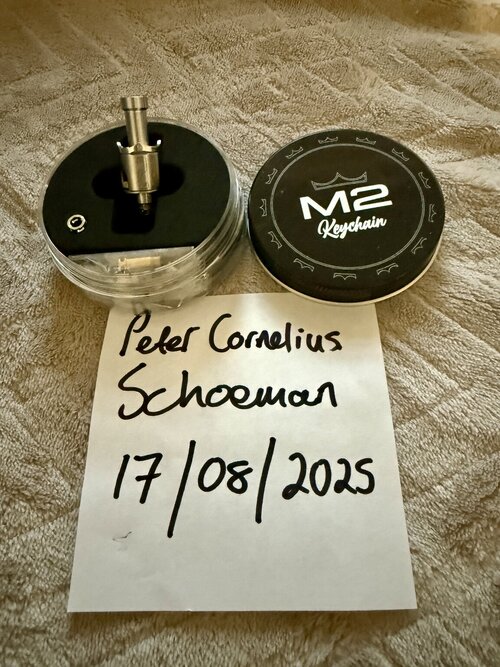 M2
Keychain
Peter Cornelius
Schoeman
17/08/2025